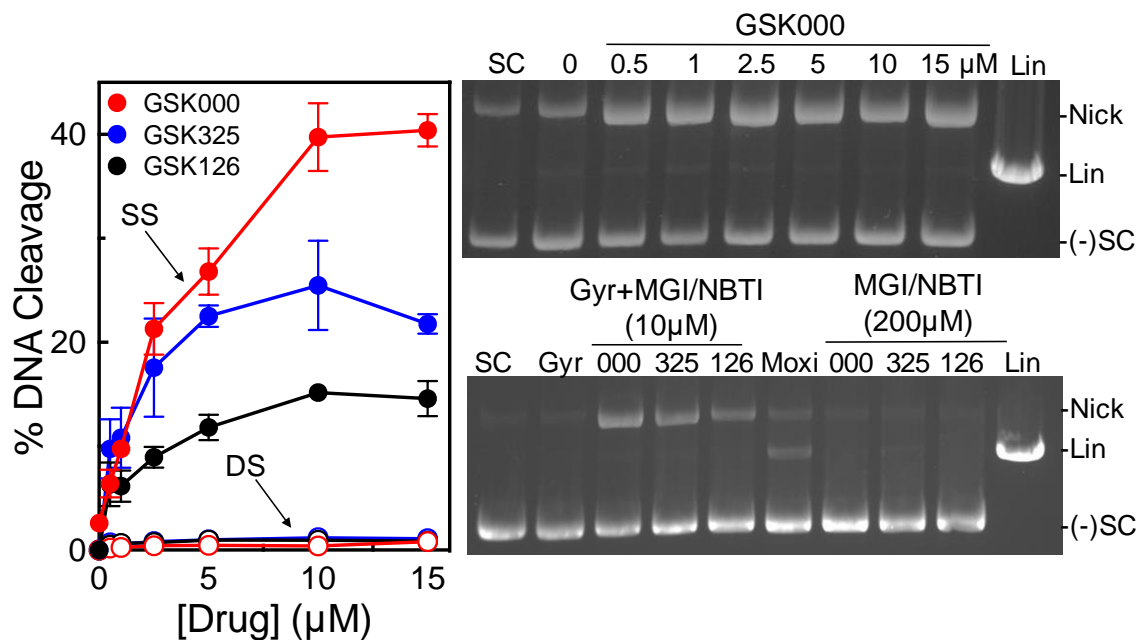 % DNA Cleavage
40
20
0
GSK000
GSK325
GSK126
SS
DS
0 5 10 15
[Drug] (µM)
GSK000
SC 0 0.5 1 2.5 5 10 15 µM Lin
-Nick
-Lin
-(-)SC
Gyr+MGI/NBTI MGI/NBTI
(10µM) (200µM)
SC Gyr 000 325 126 Moxi 000 325 126 Lin
-Nick
-Lin
-(-)SC